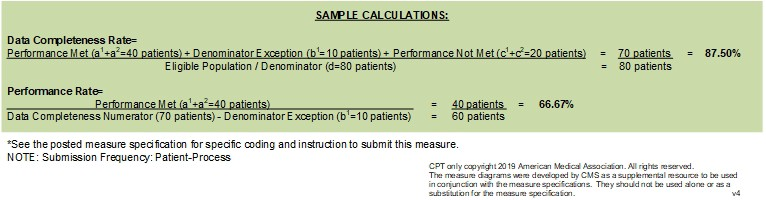 SAMPLE CALCULATIONS:
Data Completeness Rate=
Performance Met (a¹+a²=40 patients) + Denominator Exception (b¹=10 patients) + Performance Not Met (c¹+c²=20 patients) = 70 patients = 87.50%
Eligible Population / Denominator (d=80 patients) = 80 patients
Performance Rate=
Performance Met (a¹+a²=40 patients) = 40 patients = 66.67%
Data Completeness Numerator (70 patients) - Denominator Exception (b¹=10 patients) = 60 patients
*See the posted measure specification for specific coding and instruction to submit this measure.
NOTE: Submission Frequency: Patient-Process
CPT only copyright 2019 American Medical Association. All rights reserved.
The measure diagrams were developed by CMS as a supplemental resource to be used
in conjunction with the measure specifications. They should not be used alone or as a
substitution for the measure specification. v4